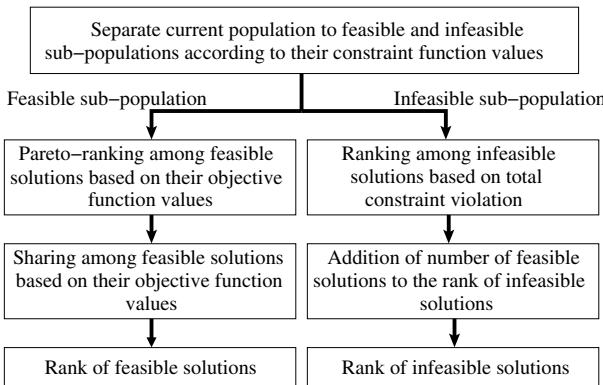 Separate current population to feasible and infeasible
sub−populations according to their constraint function values
Feasible sub−population
Infeasible sub−population
Pareto−ranking among feasible
solutions based on their objective
function values
Ranking among infeasible
solutions based on total
constraint violation
Sharing among feasible solutions
based on their objective function
values
Addition of number of feasible
solutions to the rank of infeasible
solutions
Rank of feasible solutions
Rank of infeasible solutions